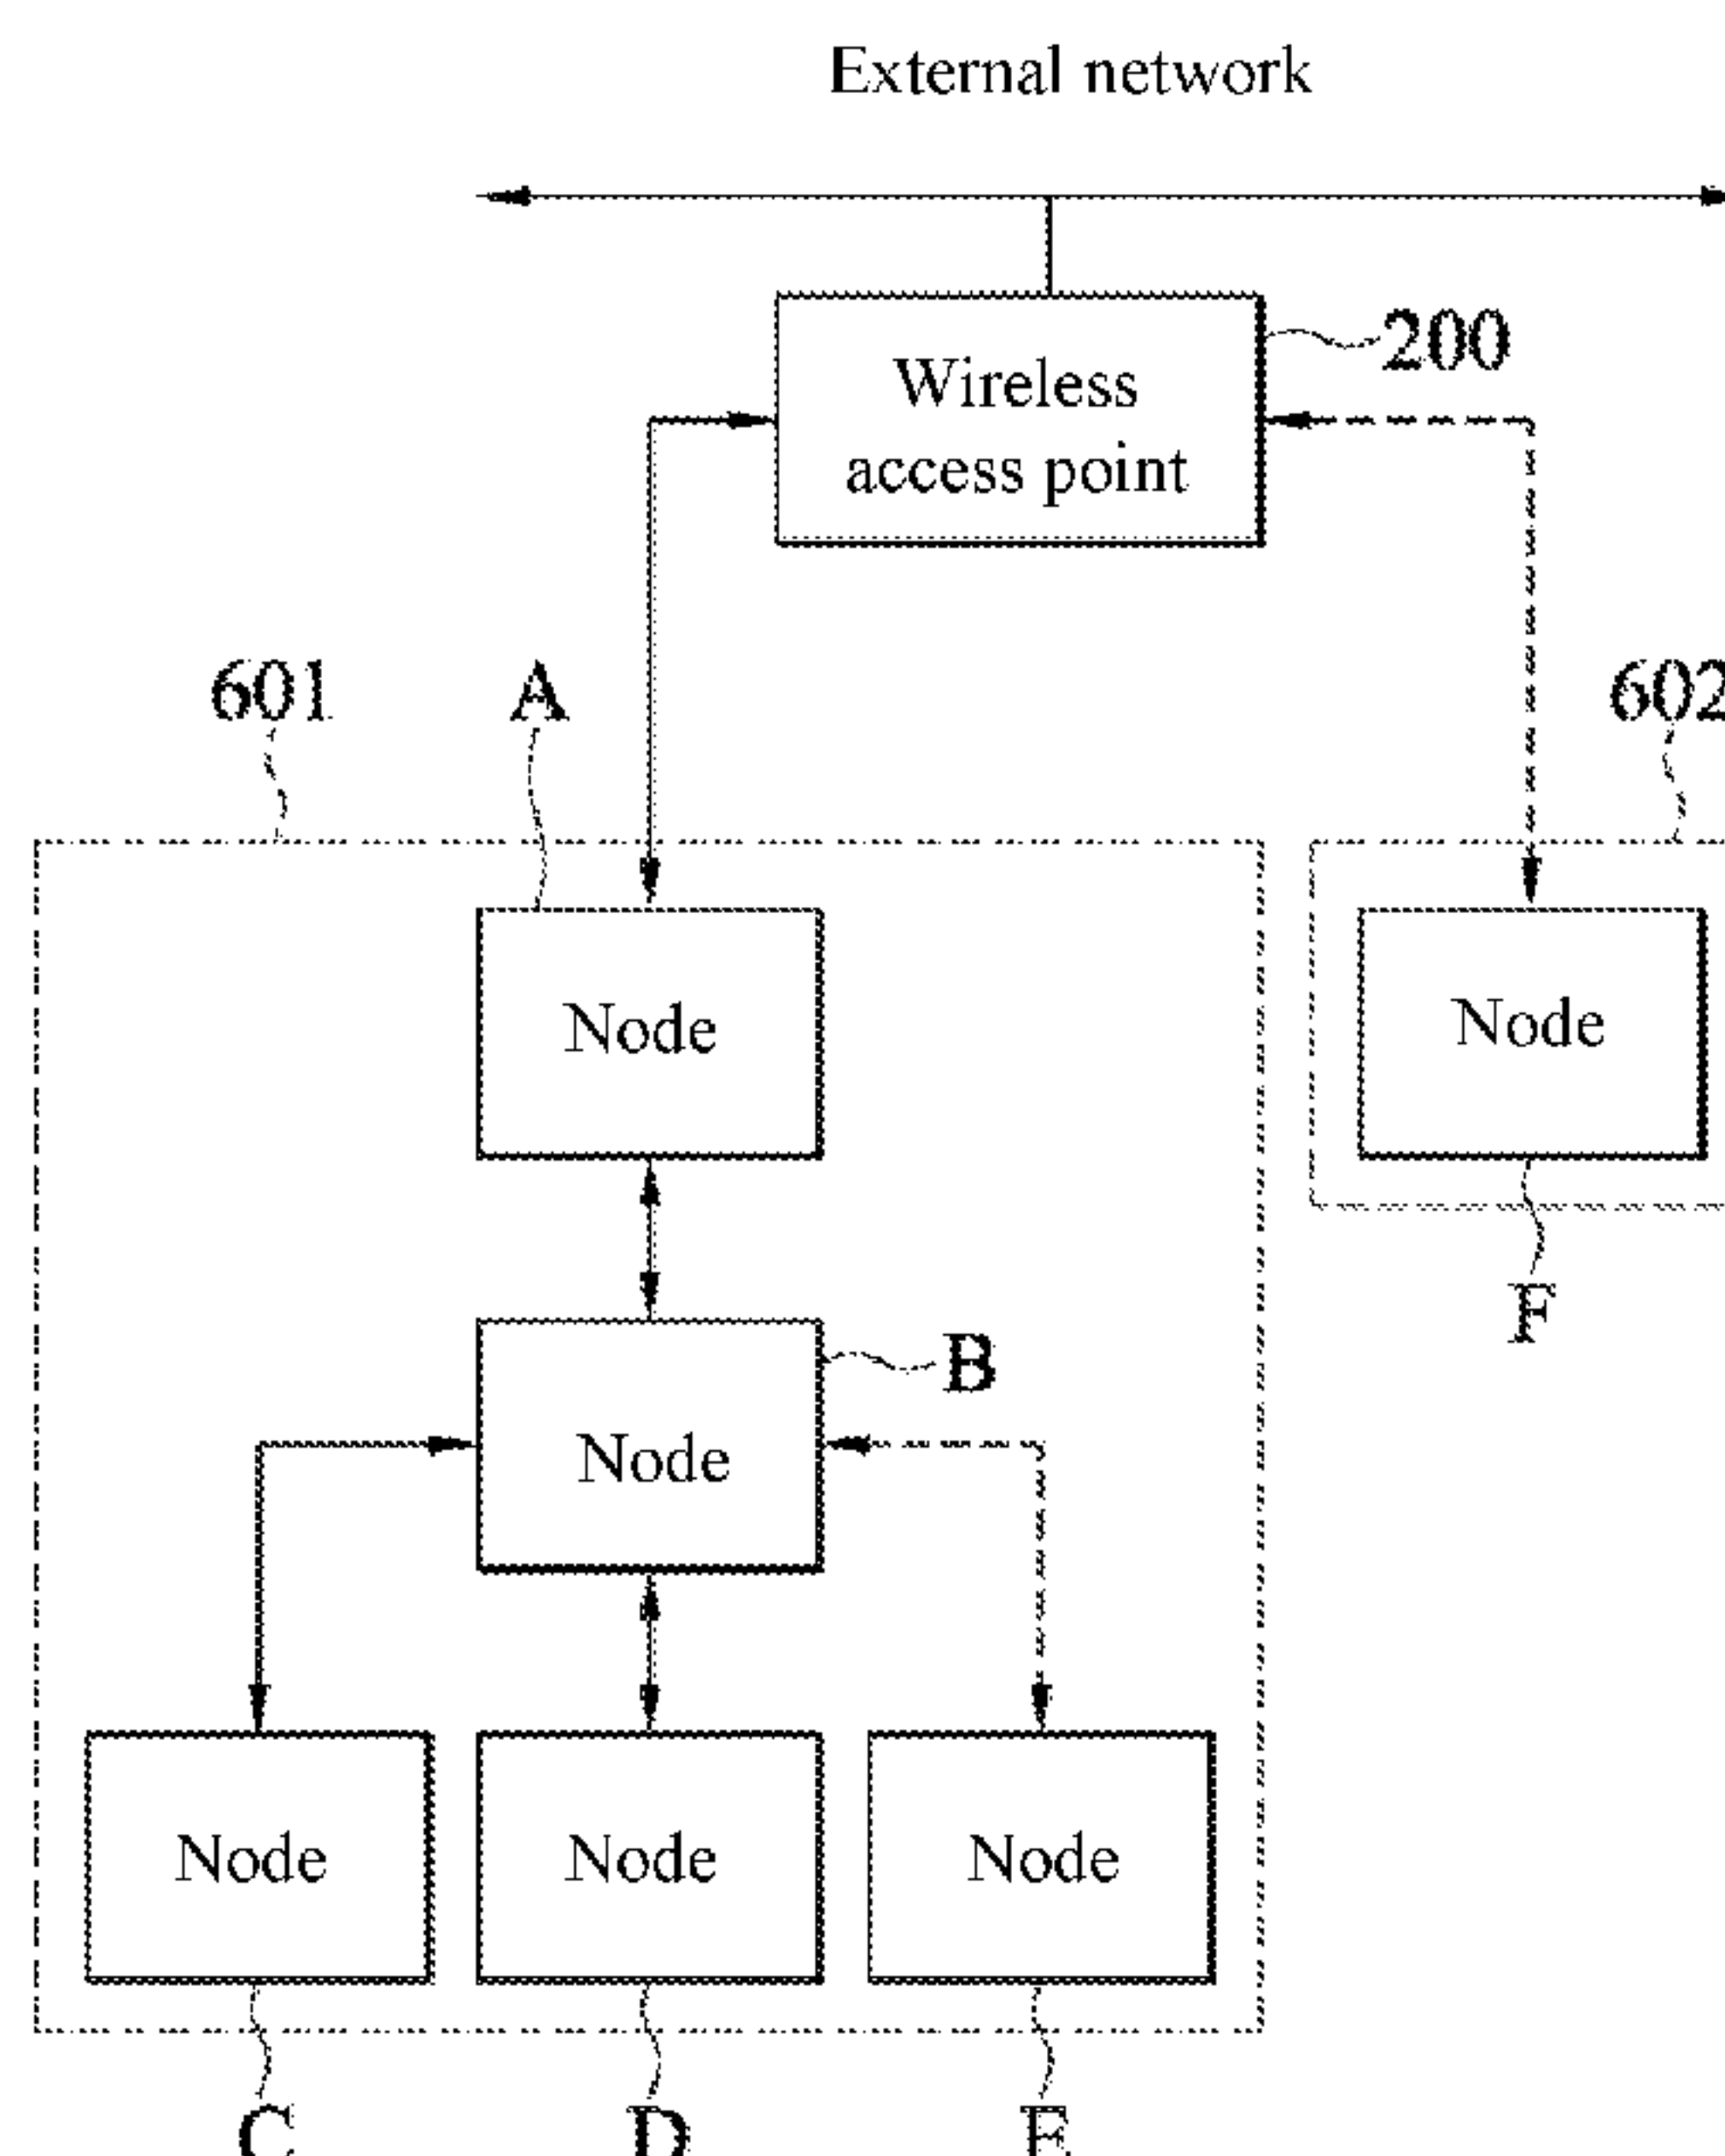 External network
Wireless
access point
200
601
A
602
Node
Node
F
B
Node
Node
Node
Node
C
D
E